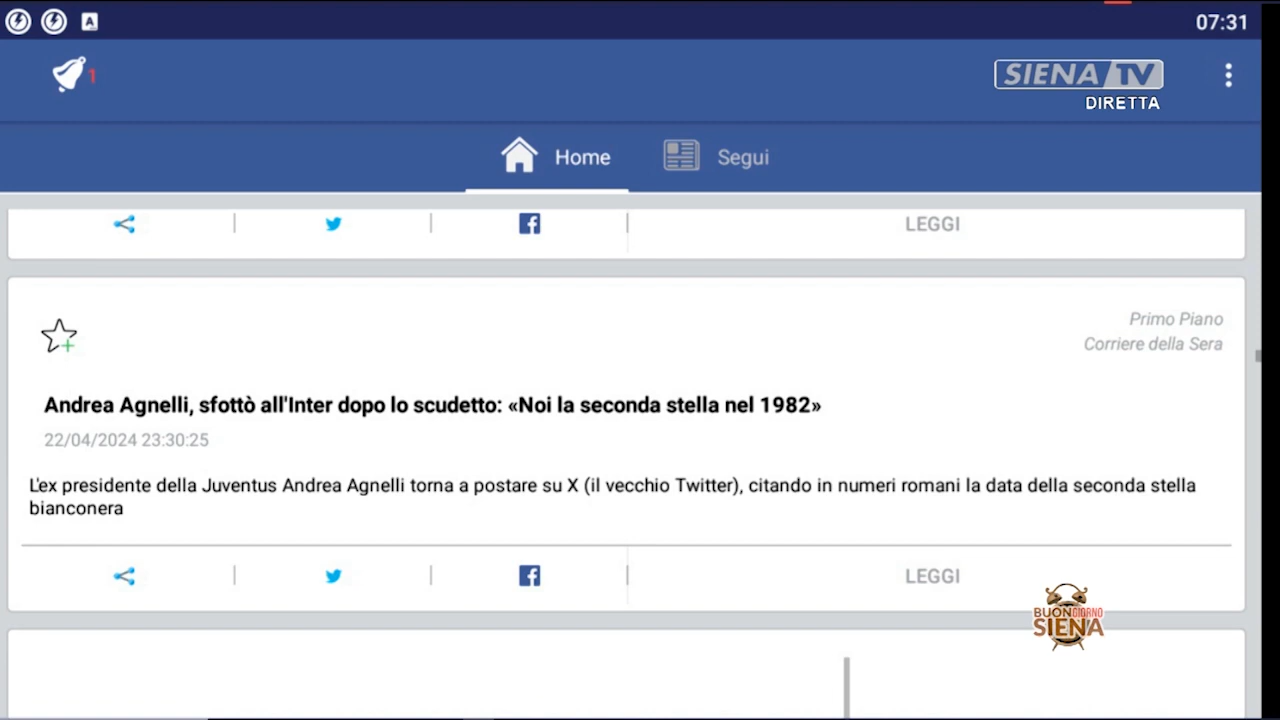 07:31
1
SIENA TV
DIRETTA
Home
Segui
LEGGI
Primo Piano
Corriere della Sera
Andrea Agnelli, sfottò all'Inter dopo lo scudetto: «Noi la seconda stella nel 1982»
22/04/2024 23:30:25
L'ex presidente della Juventus Andrea Agnelli torna a postare su X (il vecchio Twitter), citando in numeri romani la data della seconda stella
bianconera
LEGGI
BUONGIORNO
SIENA